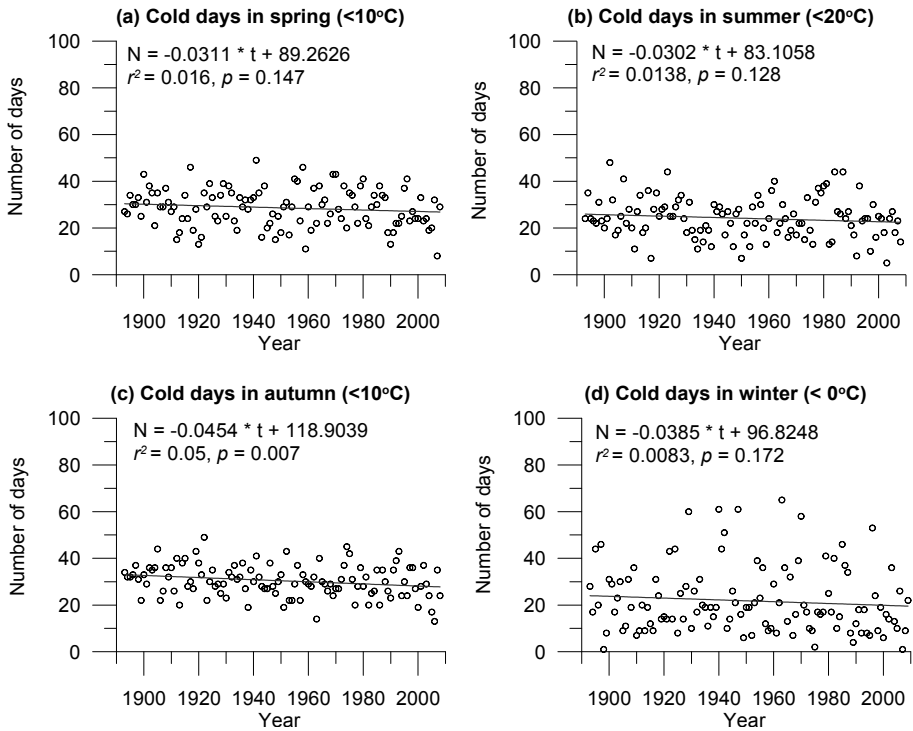 (a) Cold days in spring (<10°C)
N = -0.0311 * t + 89.2626
r² = 0.016, p = 0.147
Number of days
100
80
60
40
20
0
1900 1920 1940 1960 1980 2000
Year
(b) Cold days in summer (<20°C)
N = -0.0302 * t + 83.1058
r² = 0.0138, p = 0.128
Number of days
100
80
60
40
20
0
1900 1920 1940 1960 1980 2000
Year
(c) Cold days in autumn (<10°C)
N = -0.0454 * t + 118.9039
r² = 0.05, p = 0.007
Number of days
100
80
60
40
20
0
1900 1920 1940 1960 1980 2000
Year
(d) Cold days in winter (< 0°C)
N = -0.0385 * t + 96.8248
r² = 0.0083, p = 0.172
Number of days
100
80
60
40
20
0
1900 1920 1940 1960 1980 2000
Year